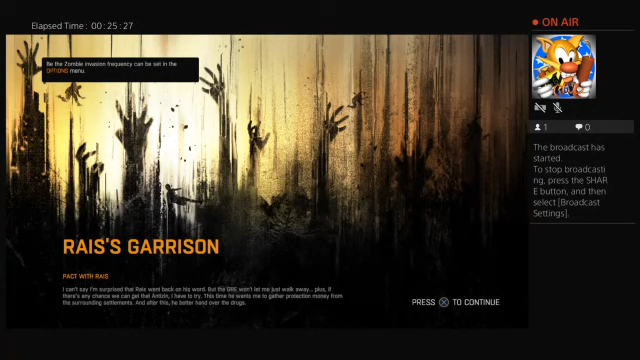 Elapsed Time : 00:25:27
ON AIR
Be the Zombie invasion frequency can be set in the
OPTIONS menu.
1
0
The broadcast has
started.
To stop broadcasti
ng, press the SHAR
E button, and then
select [Broadcast
Settings].
RAIS'S GARRISON
PACT WITH RAIS
I can't say I'm surprised that Rais went back on his word. But the GRE won't let me just walk away... plus, if
there's any chance we can get that Antizin, I have to try. This time he wants me to gather protection money from
the surrounding settlements. And after this, he better hand over the drugs.
PRESS X TO CONTINUE